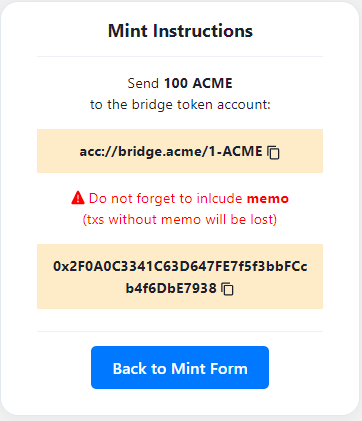 Mint Instructions
Send 100 ACME
to the bridge token account:
acc://bridge.acme/1-ACME
Do not forget to inlcude memo
(txs without memo will be lost)
0x2F0A0C3341C63D647FE7f5f3bbFCc
b4f6DbE7938
Back to Mint Form